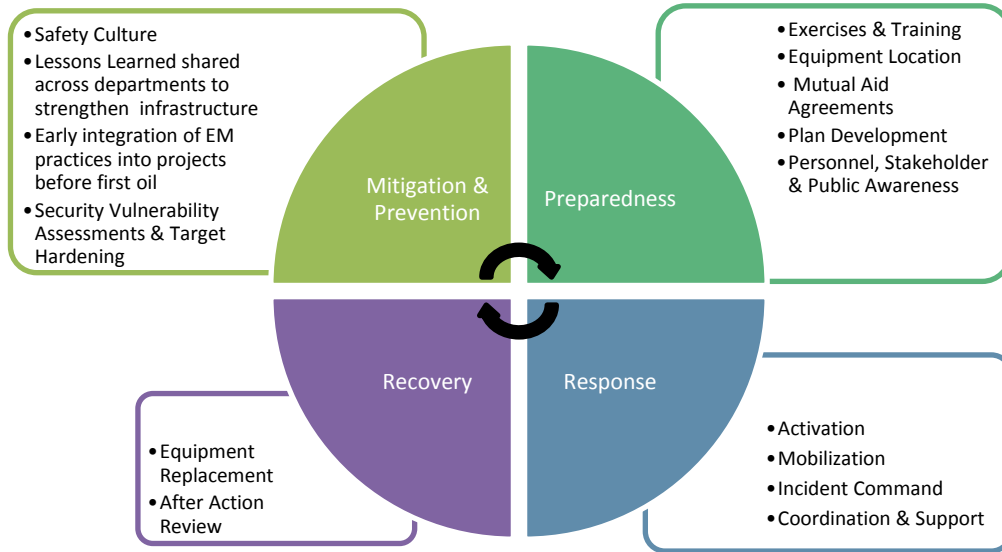 •Safety Culture
•Lessons Learned shared
across departments to
strengthen infrastructure
•Early integration of EM
practices into projects
before first oil
•Security Vulnerability
Assessments & Target
Hardening
•Exercises & Training
•Equipment Location
• Mutual Aid
Agreements
•Plan Development
•Personnel, Stakeholder
& Public Awareness
Mitigation &
Prevention
Preparedness
Recovery
Response
•Equipment
Replacement
•After Action
Review
•Activation
•Mobilization
•Incident Command
•Coordination & Support